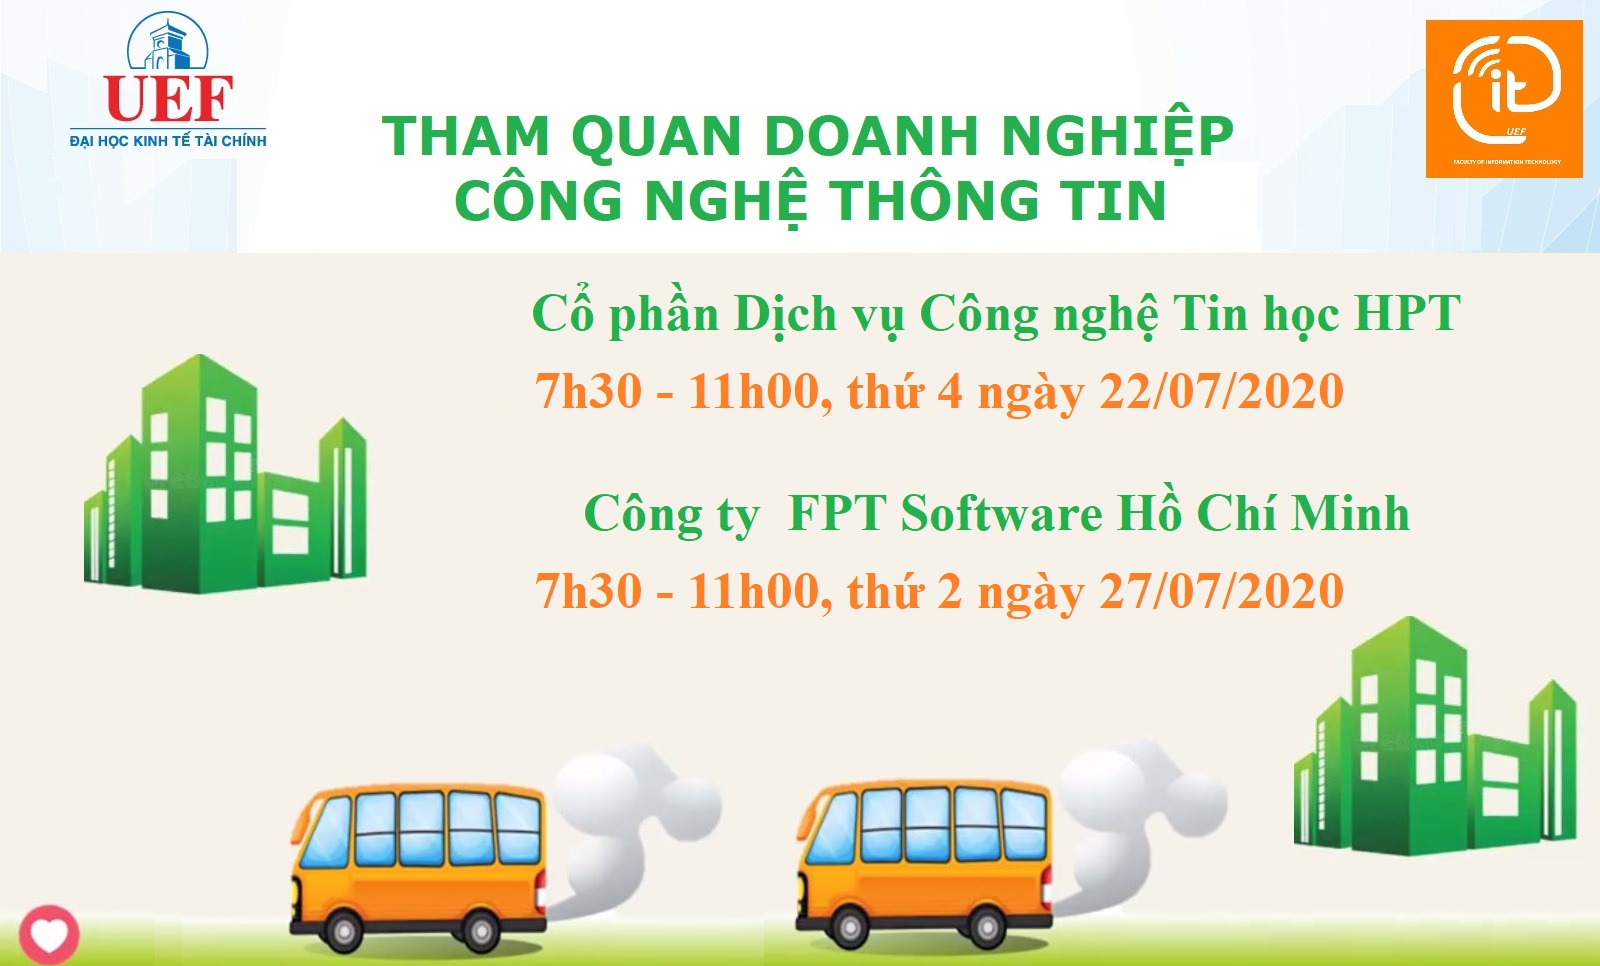 UEF
ĐẠI HỌC KINH TẾ TÀI CHÍNH
it
UEF
FACULTY OF INFORMATION TECHNOLOGY
THAM QUAN DOANH NGHIỆP
CÔNG NGHỆ THÔNG TIN
Cổ phần Dịch vụ Công nghệ Tin học HPT
7h30 - 11h00, thứ 4 ngày 22/07/2020
Công ty  FPT Software Hồ Chí Minh
7h30 - 11h00, thứ 2 ngày 27/07/2020